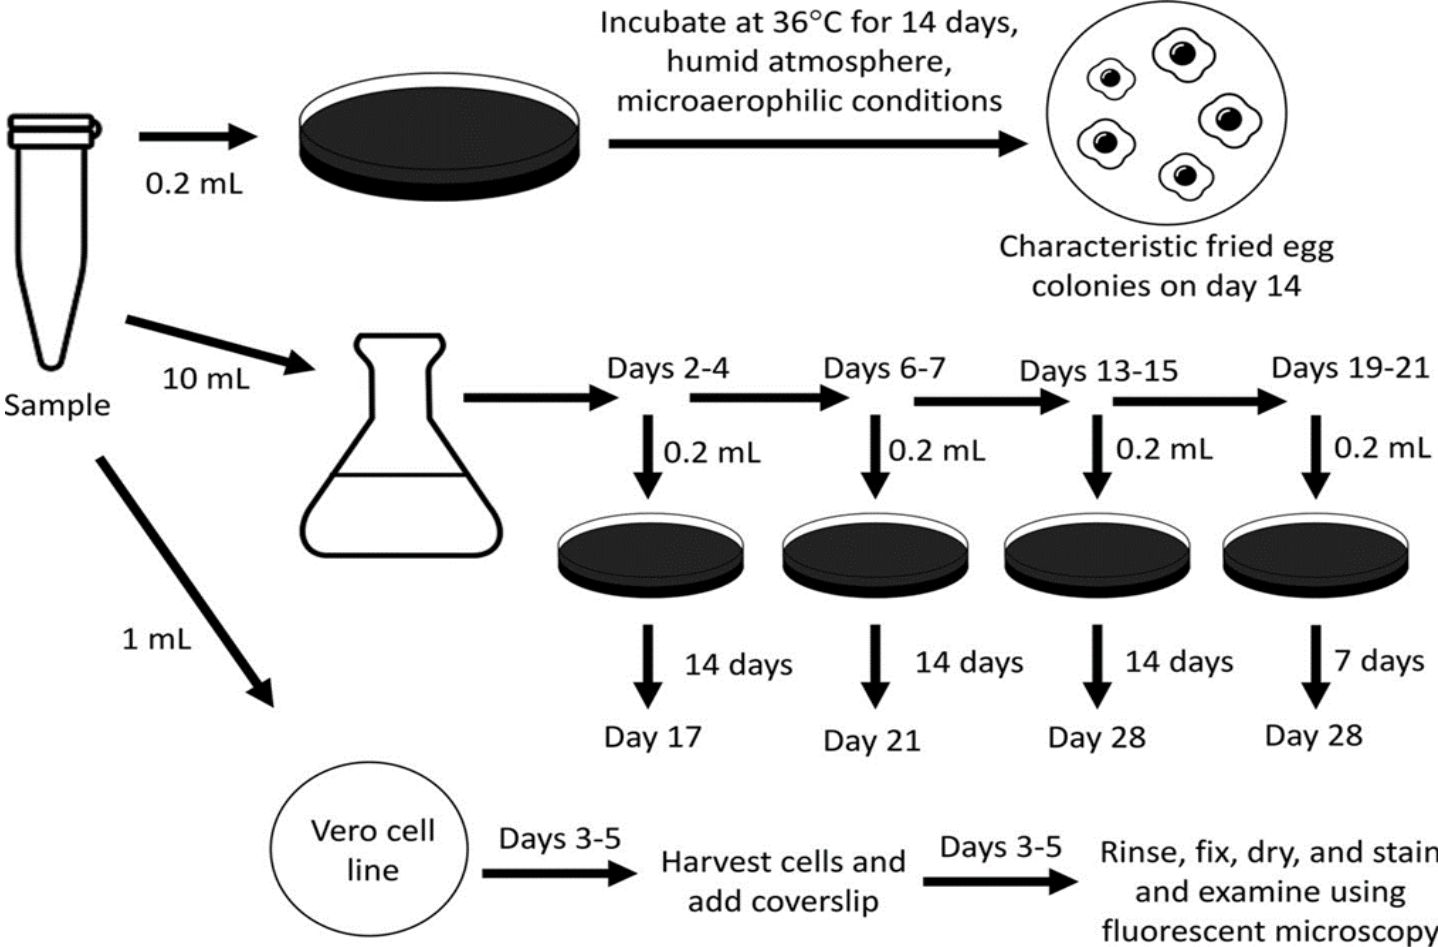 Incubate at 36°C for 14 days,
humid atmosphere,
microaerophilic conditions
0.2 mL
Characteristic fried egg
colonies on day 14
Sample
10 mL
Days 2-4
Days 6-7
Days 13-15
Days 19-21
0.2 mL
0.2 mL
0.2 mL
0.2 mL
1 mL
14 days
14 days
14 days
7 days
Day 17
Day 21
Day 28
Day 28
Vero cell
line
Days 3-5
Harvest cells and
add coverslip
Days 3-5
Rinse, fix, dry, and stain
and examine using
fluorescent microscopy